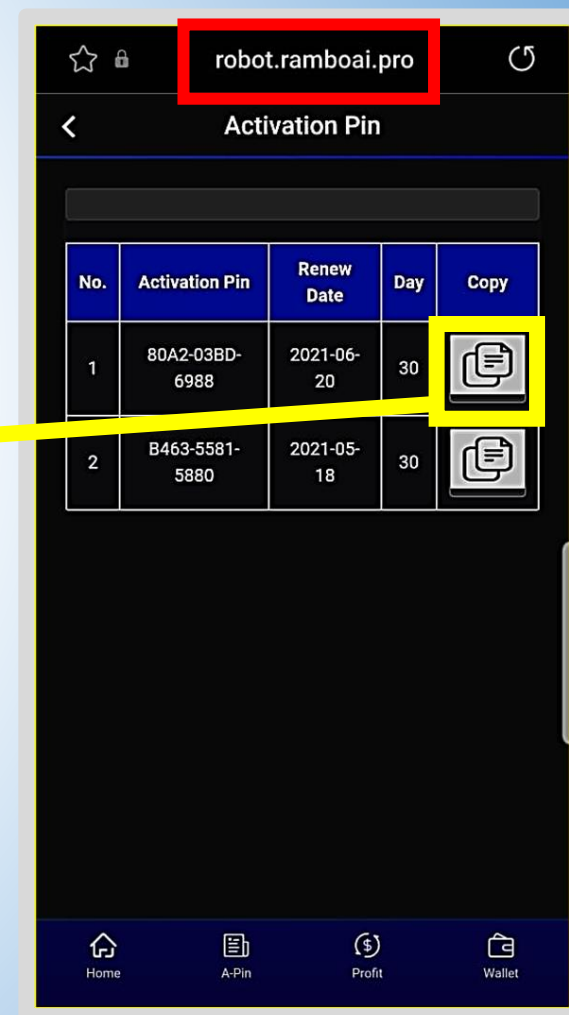 robot.ramboai.pro
Activation Pin
No. Activation Pin Renew Date Day Copy
1 80A2-03BD-6988 2021-06-20 30
2 B463-5581-5880 2021-05-18 30
Home A-Pin Profit Wallet